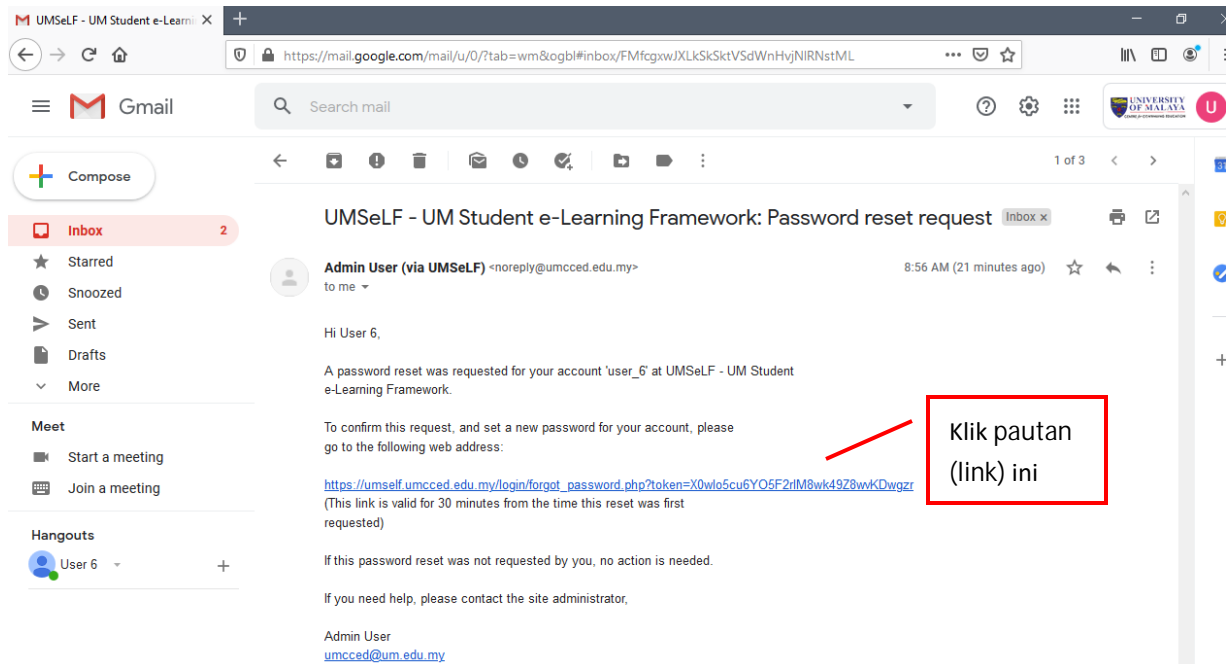 UMSeLF - UM Student e-Learni
https://mail.google.com/mail/u/0/?tab=wm&ogbl#inbox/FMfcgxwJXLkSkSktVSdWnHvjNlRNstML
Gmail
Search mail
UNIVERSITY
OF MALAYA
U
Compose
1 of 3
31
UMSeLF - UM Student e-Learning Framework: Password reset request
Inbox x
Inbox 2
Starred
Snoozed
Sent
Drafts
More
Admin User (via UMSeLF) <noreply@umcced.edu.my>
8:56 AM (21 minutes ago)
to me
Hi User 6,
A password reset was requested for your account 'user_6' at UMSeLF - UM Student
e-Learning Framework.
To confirm this request, and set a new password for your account, please
go to the following web address:
https://umself.umcced.edu.my/login/forgot_password.php?token=X0wlo5cu6YO5F2rlM8wk49Z8wvKDwgzr
(This link is valid for 30 minutes from the time this reset was first
requested)
If this password reset was not requested by you, no action is needed.
If you need help, please contact the site administrator,
Admin User
umcced@um.edu.my
Klik pautan
(link) ini
Meet
Start a meeting
Join a meeting
Hangouts
User 6